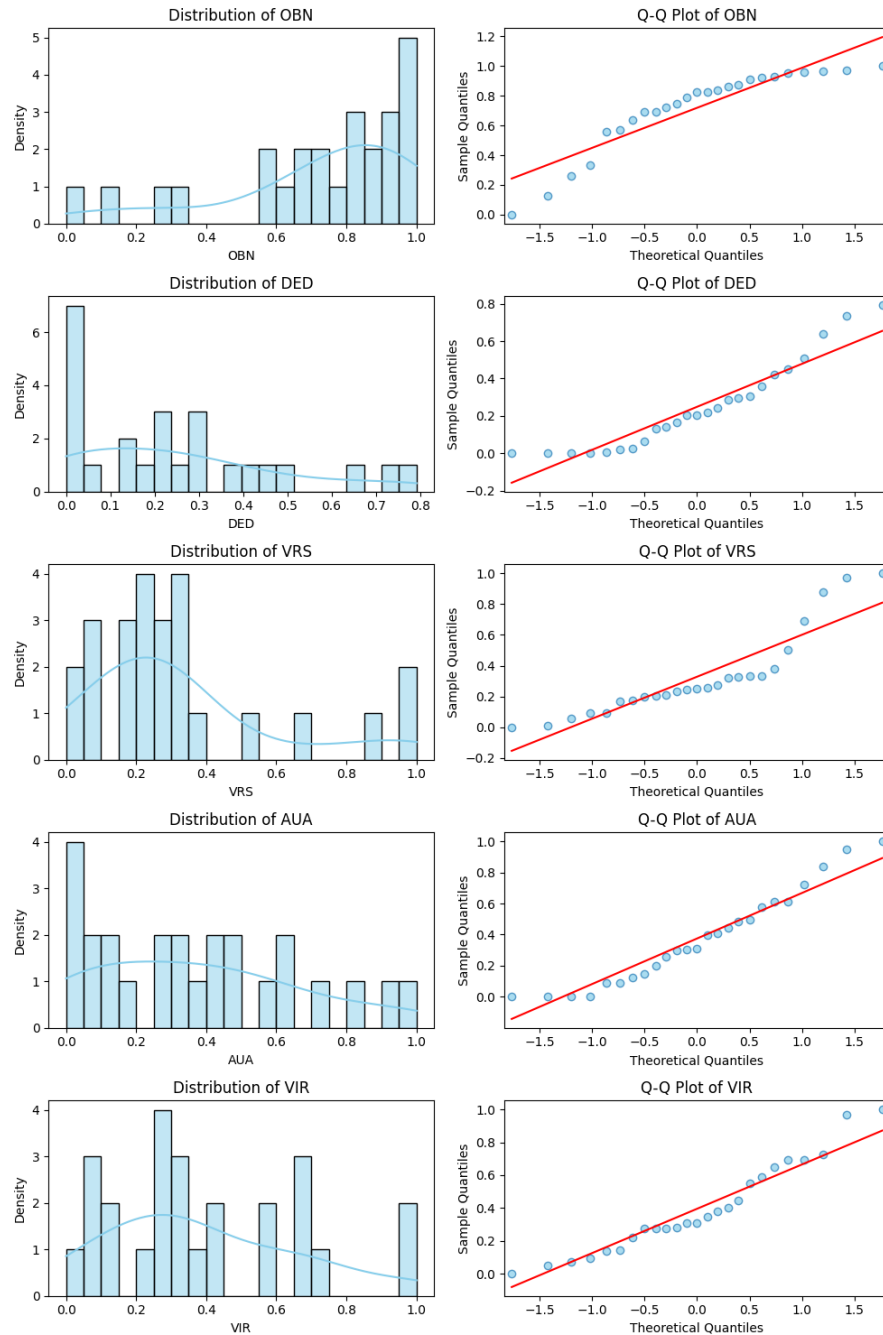 Distribution of OBN
Q-Q Plot of OBN
5
4
3
2
1
0
Density
0.0 0.2 0.4 0.6 0.8 1.0
OBN
1.2
1.0
0.8
0.6
0.4
0.2
0.0
Sample Quantiles
−1.5 −1.0 −0.5 0.0 0.5 1.0 1.5
Theoretical Quantiles
Distribution of DED
Q-Q Plot of DED
6
4
2
0
Density
0.0 0.1 0.2 0.3 0.4 0.5 0.6 0.7 0.8
DED
0.8
0.6
0.4
0.2
0.0
−0.2
Sample Quantiles
−1.5 −1.0 −0.5 0.0 0.5 1.0 1.5
Theoretical Quantiles
Distribution of VRS
Q-Q Plot of VRS
4
3
2
1
0
Density
0.0 0.2 0.4 0.6 0.8 1.0
VRS
1.0
0.8
0.6
0.4
0.2
0.0
−0.2
Sample Quantiles
−1.5 −1.0 −0.5 0.0 0.5 1.0 1.5
Theoretical Quantiles
Distribution of AUA
Q-Q Plot of AUA
4
3
2
1
0
Density
0.0 0.2 0.4 0.6 0.8 1.0
AUA
1.0
0.8
0.6
0.4
0.2
0.0
Sample Quantiles
−1.5 −1.0 −0.5 0.0 0.5 1.0 1.5
Theoretical Quantiles
Distribution of VIR
Q-Q Plot of VIR
4
3
2
1
0
Density
0.0 0.2 0.4 0.6 0.8 1.0
VIR
1.0
0.8
0.6
0.4
0.2
0.0
Sample Quantiles
−1.5 −1.0 −0.5 0.0 0.5 1.0 1.5
Theoretical Quantiles